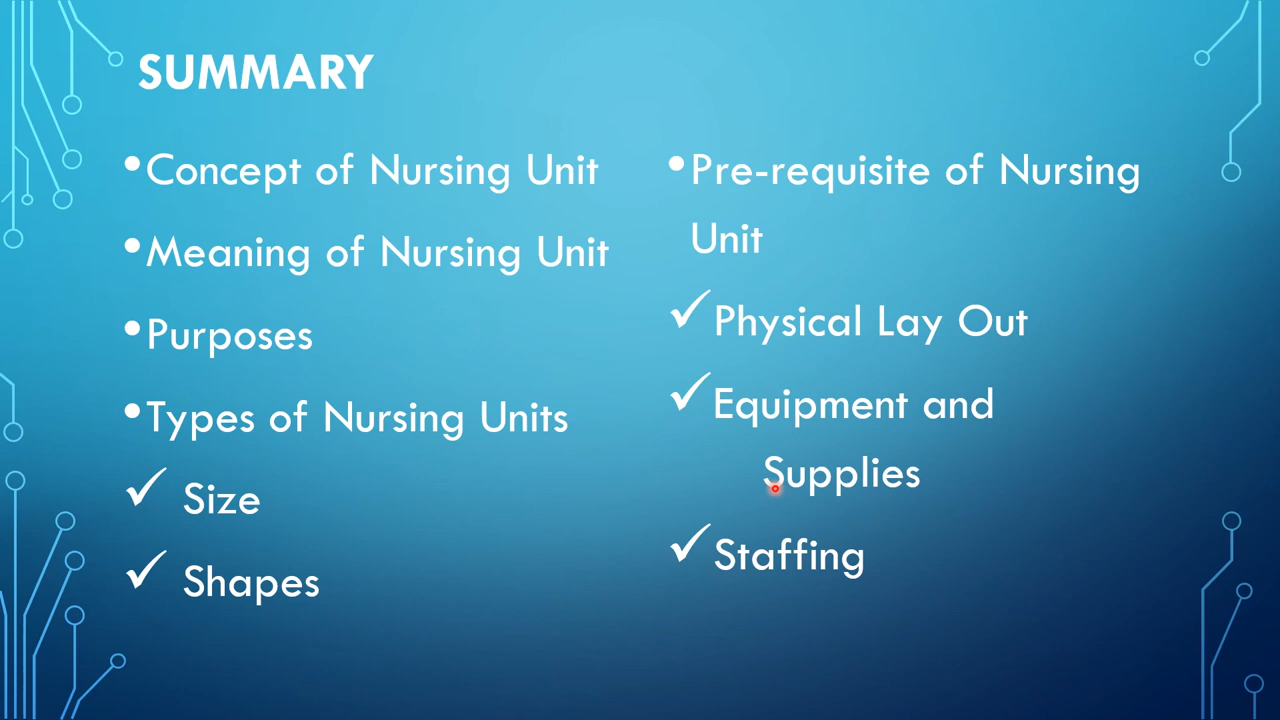 SUMMARY
•Concept of Nursing Unit
•Meaning of Nursing Unit
•Purposes
•Types of Nursing Units
✓ Size
✓ Shapes
•Pre-requisite of Nursing
Unit
✓Physical Lay Out
✓Equipment and
Supplies
✓Staffing